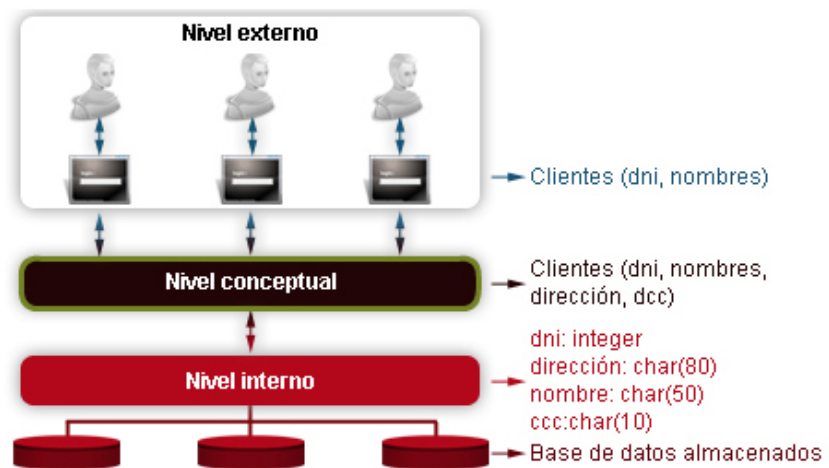 Nivel externo
Clientes (dni, nombres)
Nivel conceptual
Clientes (dni, nombres,
dirección, dcc)
Nivel interno
dni: integer
dirección: char(80)
nombre: char(50)
ccc:char(10)
Base de datos almacenados